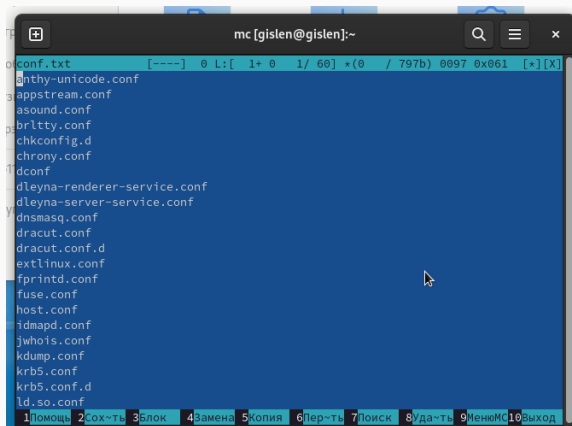 mc [gislen@gislen]:~
conf.txt [----] 0 L:[ 1+ 0 1/ 60] *(0 / 797b) 0097 0x061 [*][X]
anthy-unicode.conf
appstream.conf
asound.conf
brltty.conf
chkconfig.d
chrony.conf
dconf
dleyna-renderer-service.conf
dleyna-server-service.conf
dnsmasq.conf
dracut.conf
dracut.conf.d
extlinux.conf
fprintd.conf
fuse.conf
host.conf
idmapd.conf
jwhois.conf
kdump.conf
krb5.conf
krb5.conf.d
ld.so.conf
1Помощь 2Сох~ть 3Блок 4Замена 5Копия 6Пер~ть 7Поиск 8Уда~ть 9МенюMC 10Выход